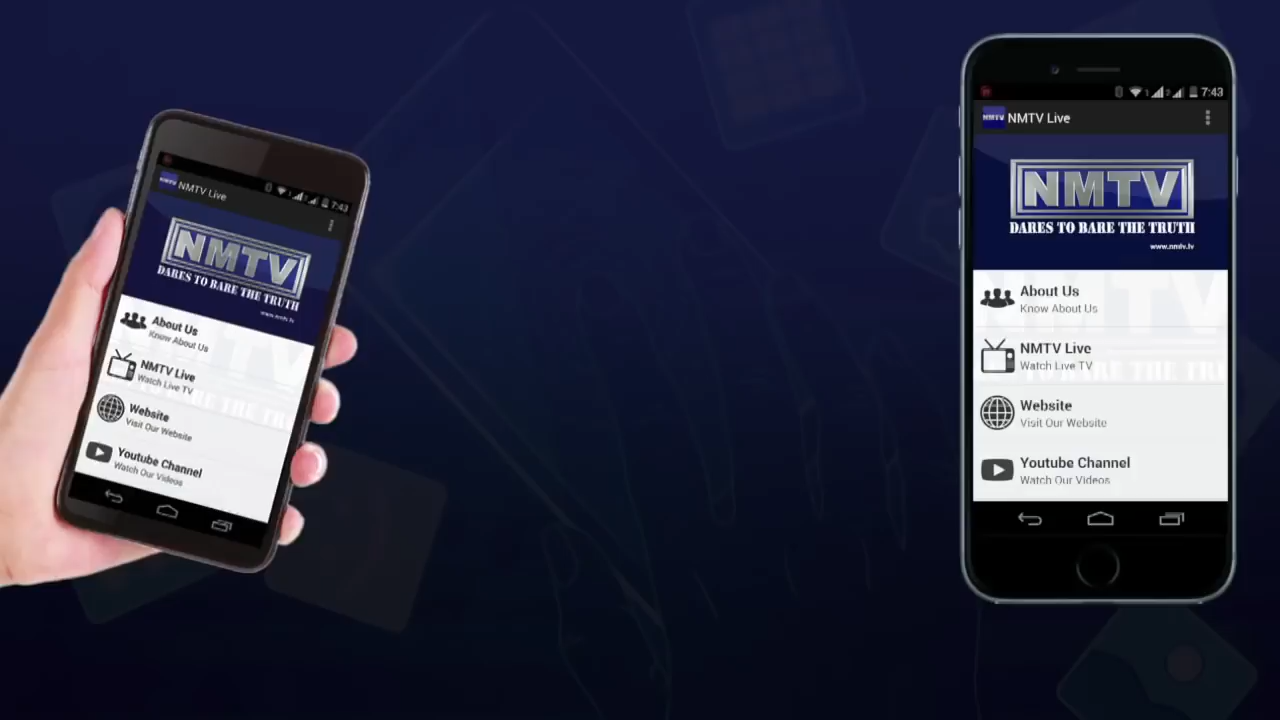 NMTV Live
7:43
NMTV
DARES TO BARE THE TRUTH
www.nmtv.tv
About Us
Know About Us
NMTV Live
Watch Live TV
Website
Visit Our Website
Youtube Channel
Watch Our Videos
7:43
NMTV
NMTV Live
NMTV
DARES TO BARE THE TRUTH
www.nmtv.tv
About Us
Know About Us
NMTV Live
Watch Live TV
Website
Visit Our Website
Youtube Channel
Watch Our Videos